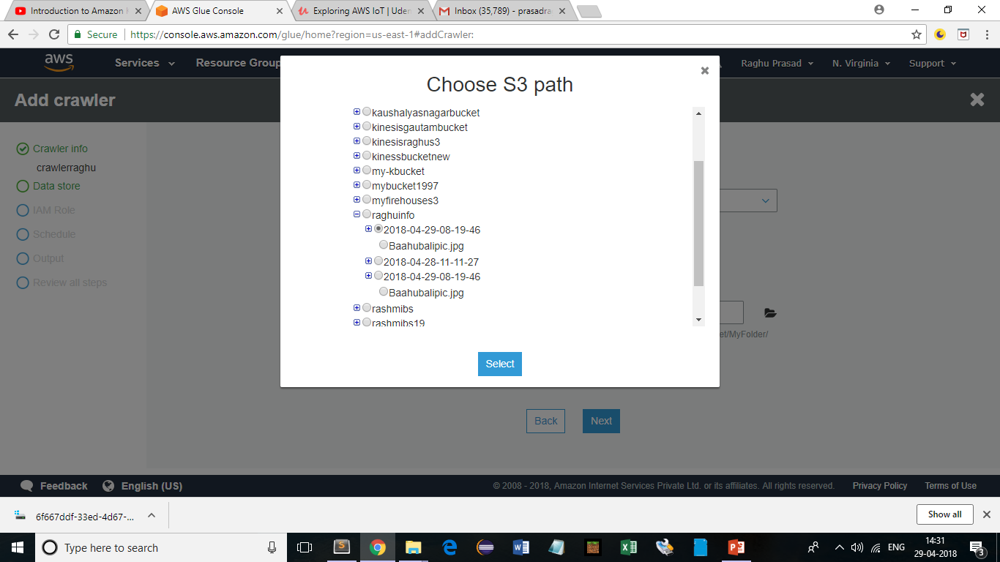 Introduction to Amazon
AWS Glue Console
Exploring AWS IoT | Uder
Inbox (35,789) - prasadra
Secure
https://console.aws.amazon.com/glue/home?region=us-east-1#addCrawler:
aws
Services
Resource Group
Raghu Prasad
N. Virginia
Support
Add crawler
Choose S3 path
Crawler info
crawlerraghu
Data store
IAM Role
Schedule
Output
Review all steps
kaushalyasnagarbucket
kinesisgautambucket
kinesisraghus3
kinessbucketnew
my-kbucket
mybucket1997
myfirehouses3
raghuinfo
2018-04-29-08-19-46
Baahubalipic.jpg
2018-04-28-11-11-27
2018-04-29-08-19-46
Baahubalipic.jpg
rashmibs
rashmibs19
et/MyFolder/
Select
Back
Next
Feedback
English (US)
© 2008 - 2018, Amazon Internet Services Private Ltd. or its affiliates. All rights reserved.
Privacy Policy
Terms of Use
6f667ddf-33ed-4d67-...
Show all
Type here to search
ENG
14:31
29-04-2018
3